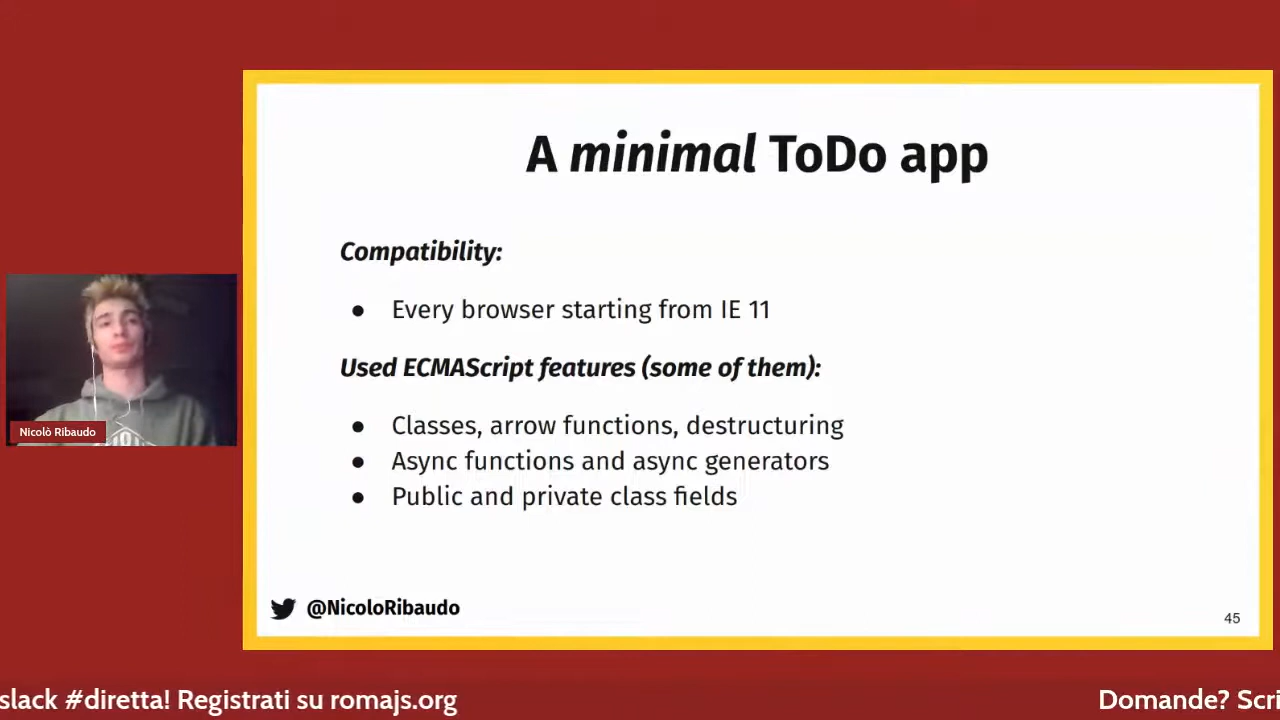 A minimal ToDo app
Compatibility:
● Every browser starting from IE 11
Used ECMAScript features (some of them):
● Classes, arrow functions, destructuring
● Async functions and async generators
● Public and private class fields
Nicolò Ribaudo
@NicoloRibaudo
45
slack #diretta! Registrati su romajs.org
Domande? Scri